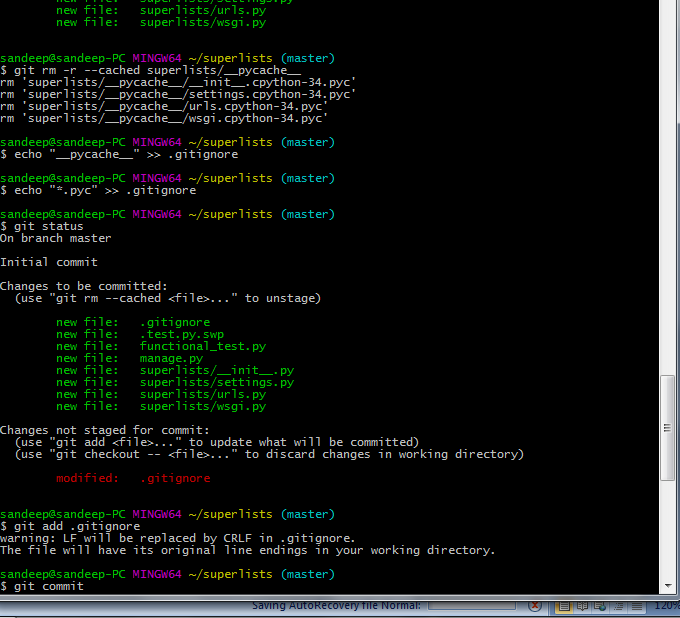 new file:   superlists/settings.py
new file:   superlists/urls.py
new file:   superlists/wsgi.py
sandeep@sandeep-PC MINGW64 ~/superlists (master)
$ git rm -r --cached superlists/__pycache__
rm 'superlists/__pycache__/__init__.cpython-34.pyc'
rm 'superlists/__pycache__/settings.cpython-34.pyc'
rm 'superlists/__pycache__/urls.cpython-34.pyc'
rm 'superlists/__pycache__/wsgi.cpython-34.pyc'
sandeep@sandeep-PC MINGW64 ~/superlists (master)
$ echo "__pycache__" >> .gitignore
sandeep@sandeep-PC MINGW64 ~/superlists (master)
$ echo "*.pyc" >> .gitignore
sandeep@sandeep-PC MINGW64 ~/superlists (master)
$ git status
On branch master
Initial commit
Changes to be committed:
(use "git rm --cached <file>..." to unstage)
new file:   .gitignore
new file:   .test.py.swp
new file:   functional_test.py
new file:   manage.py
new file:   superlists/__init__.py
new file:   superlists/settings.py
new file:   superlists/urls.py
new file:   superlists/wsgi.py
Changes not staged for commit:
(use "git add <file>..." to update what will be committed)
(use "git checkout -- <file>..." to discard changes in working directory)
modified:   .gitignore
sandeep@sandeep-PC MINGW64 ~/superlists (master)
$ git add .gitignore
warning: LF will be replaced by CRLF in .gitignore.
The file will have its original line endings in your working directory.
sandeep@sandeep-PC MINGW64 ~/superlists (master)
$ git commit
Saving AutoRecovery file Normal:
120%